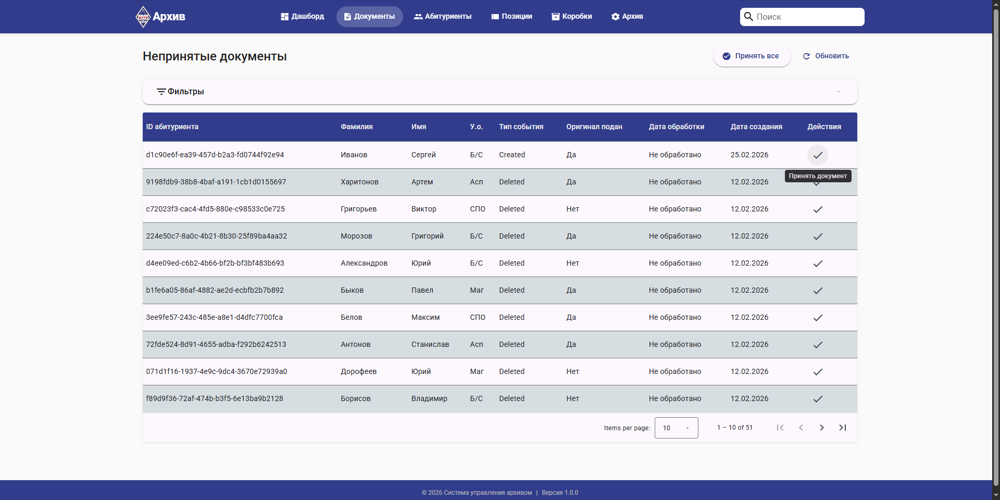 Архив
Дашборд
Документы
Абитуриенты
Позиции
Коробки
Архив
Поиск
Непринятые документы
Принять все
Обновить
Фильтры
ID абитуриента Фамилия Имя У.о. Тип события Оригинал подан Дата обработки Дата создания Действия
d1c90e6f-ea39-457d-b2a3-fd0744f92e94 Иванов Сергей Б/С Created Да Не обработано 25.02.2026
Принять документ
9198fdb9-38b8-4baf-a191-1cb1d0155697 Харитонов Артем Асп Deleted Да Не обработано 12.02.2026
c72023f3-cac4-4fd5-880e-c98533c0e725 Григорьев Виктор СПО Deleted Нет Не обработано 12.02.2026
224e50c7-8a0c-4b21-8b30-25f89ba4aa32 Морозов Григорий Б/С Deleted Да Не обработано 12.02.2026
d4ee09ed-c6b2-4b66-bf2b-bf3bf483b693 Александров Юрий Б/С Deleted Нет Не обработано 12.02.2026
b1fe6a05-86af-4882-ae2d-ecbfb2b7b892 Быков Павел Маг Deleted Да Не обработано 12.02.2026
3ee9fe57-243c-485e-a8e1-d4dfc7700fca Белов Максим СПО Deleted Да Не обработано 12.02.2026
72fde524-8d91-4655-adba-f292b6242513 Антонов Станислав Асп Deleted Да Не обработано 12.02.2026
071d1f16-1937-4e9c-9dc4-3670e72939a0 Дорофеев Юрий Маг Deleted Нет Не обработано 12.02.2026
f89d9f36-72af-474b-b3f5-6e13ba9b2128 Борисов Владимир Б/С Deleted Нет Не обработано 12.02.2026
Items per page: 10 1 – 10 of 51
© 2026 Система управления архивом | Версия 1.0.0